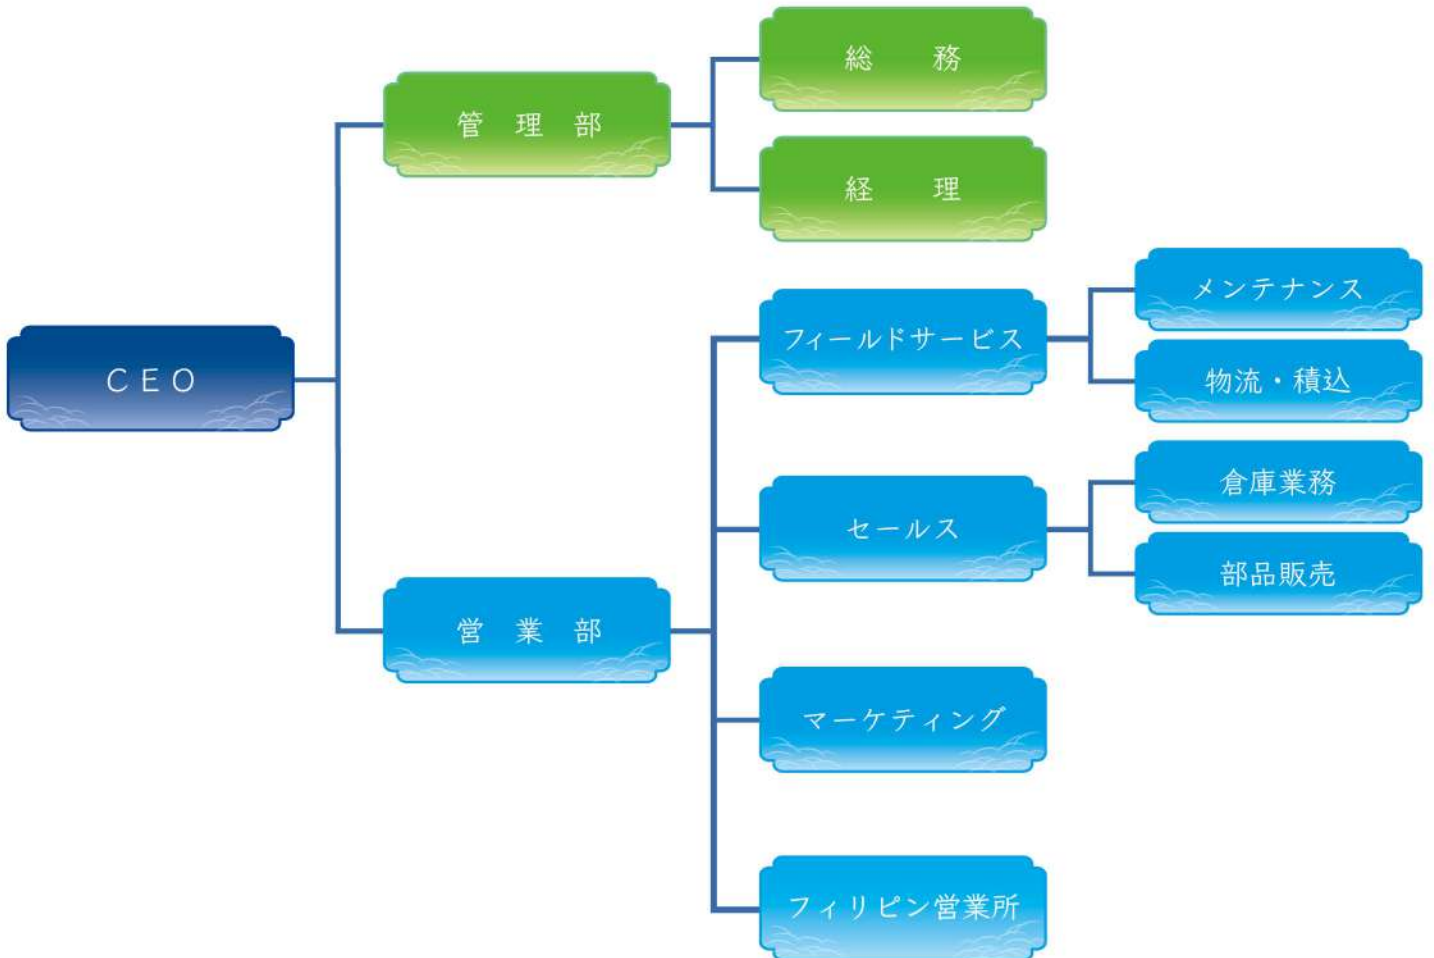 総　務
管　理　部
経　理
メンテナンス
フィールドサービス
物流・積込
CEO
倉庫業務
セールス
部品販売
営　業　部
マーケティング
フィリピン営業所